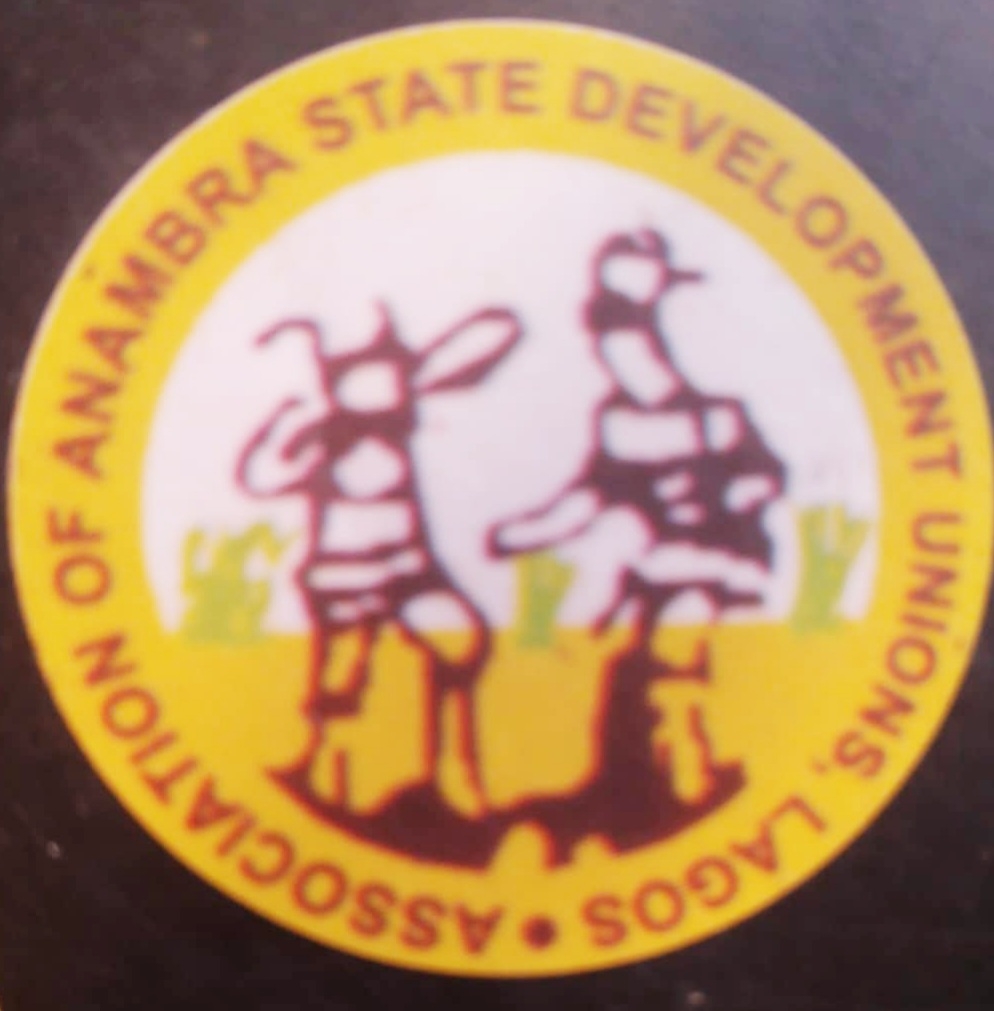 ASSOCIATION OF ANAMBRA STATE DEVELOPMENT UNIONS, LAGOS •